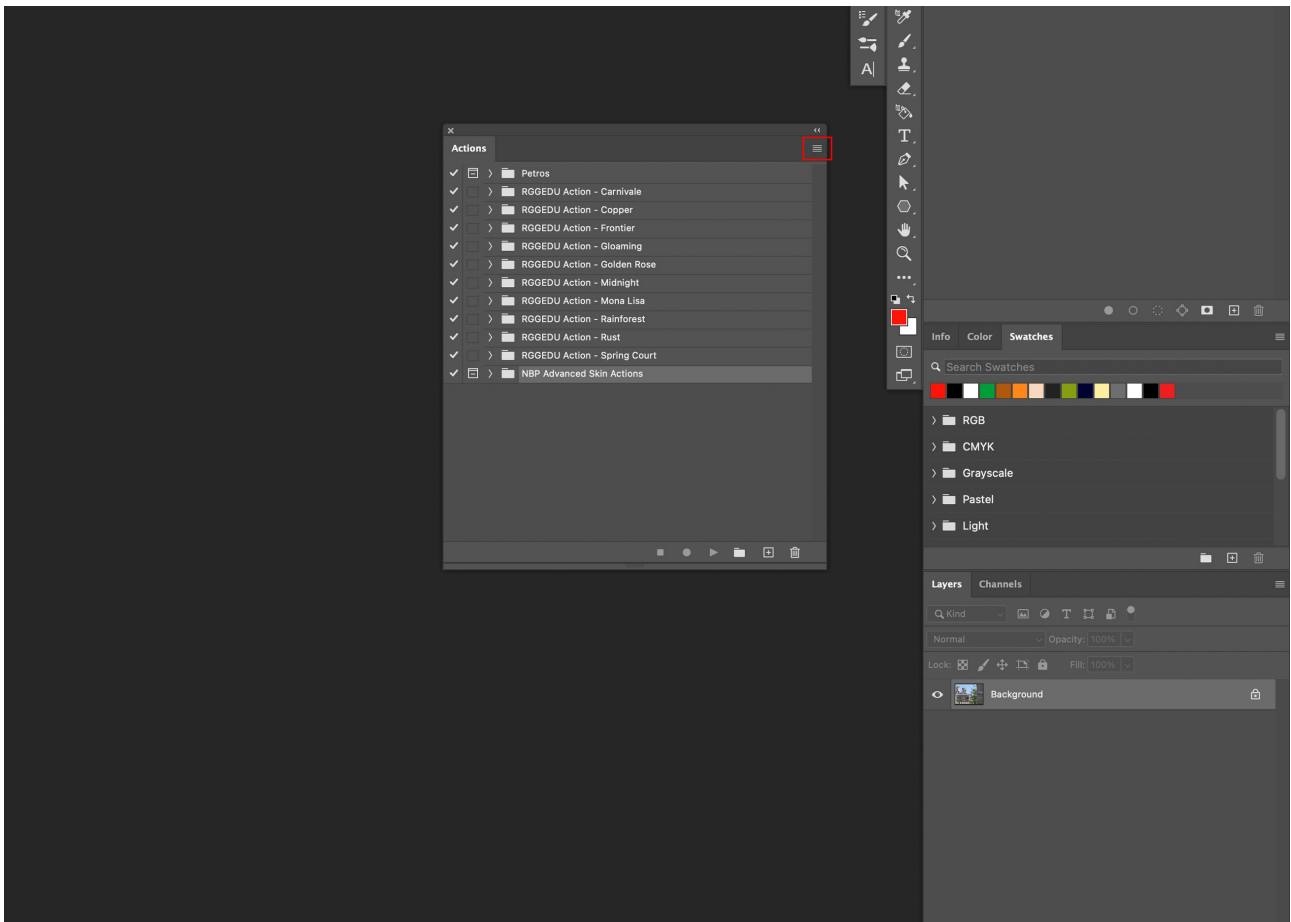 Actions
Petros
RGGEDU Action - Carnivale
RGGEDU Action - Copper
RGGEDU Action - Frontier
RGGEDU Action - Gloaming
RGGEDU Action - Golden Rose
RGGEDU Action - Midnight
RGGEDU Action - Mona Lisa
RGGEDU Action - Rainforest
RGGEDU Action - Rust
RGGEDU Action - Spring Court
NBP Advanced Skin Actions
Info Color Swatches
Search Swatches
RGB
CMYK
Grayscale
Pastel
Light
Layers Channels
Kind
Normal Opacity: 100%
Lock: Fill: 100%
Background